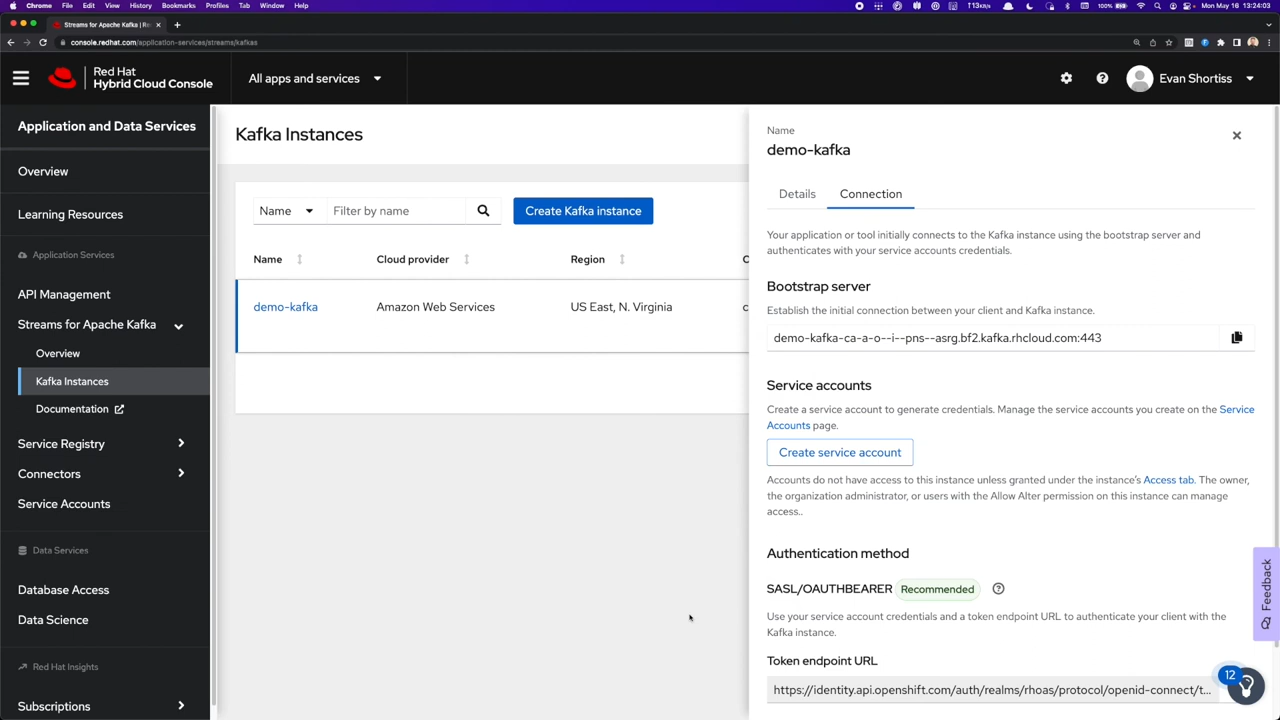 Chrome File Edit View History Bookmarks Profiles Tab Window Help
113KB/s 100% Mon May 16 13:24:03
Streams for Apache Kafka | Re
console.redhat.com/application-services/streams/kafkas
Red Hat
Hybrid Cloud Console
All apps and services
Evan Shortiss
Application and Data Services
Overview
Learning Resources
Application Services
API Management
Streams for Apache Kafka
Overview
Kafka Instances
Documentation
Service Registry
Connectors
Service Accounts
Data Services
Database Access
Data Science
Red Hat Insights
Subscriptions
Kafka Instances
Name
Filter by name
Create Kafka instance
Name Cloud provider Region
demo-kafka Amazon Web Services US East, N. Virginia
Name
demo-kafka
Details Connection
Your application or tool initially connects to the Kafka instance using the bootstrap server and
authenticates with your service accounts credentials.
Bootstrap server
Establish the initial connection between your client and Kafka instance.
demo-kafka-ca-a-o--i--pns--asrg.bf2.kafka.rhcloud.com:443
Service accounts
Create a service account to generate credentials. Manage the service accounts you create on the Service
Accounts page.
Create service account
Accounts do not have access to this instance unless granted under the instance's Access tab. The owner,
the organization administrator, or users with the Allow Alter permission on this instance can manage
access..
Authentication method
SASL/OAUTHBEARER Recommended
Use your service account credentials and a token endpoint URL to authenticate your client with the
Kafka instance.
Token endpoint URL
https://identity.api.openshift.com/auth/realms/rhoas/protocol/openid-connect/t...
Feedback
12